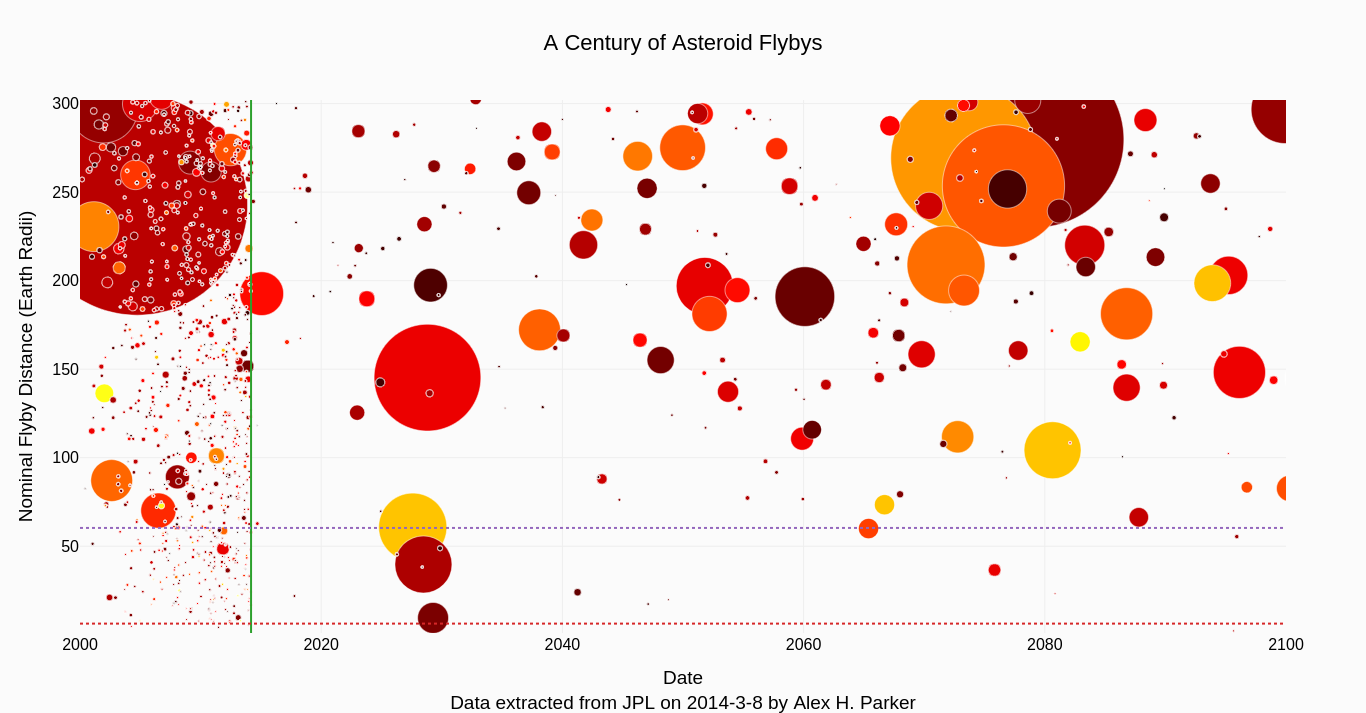 A Century of Asteroid Flybys
Nominal Flyby Distance (Earth Radii)
300
250
200
150
100
50
2000 2020 2040 2060 2080 2100
Date
Data extracted from JPL on 2014-3-8 by Alex H. Parker